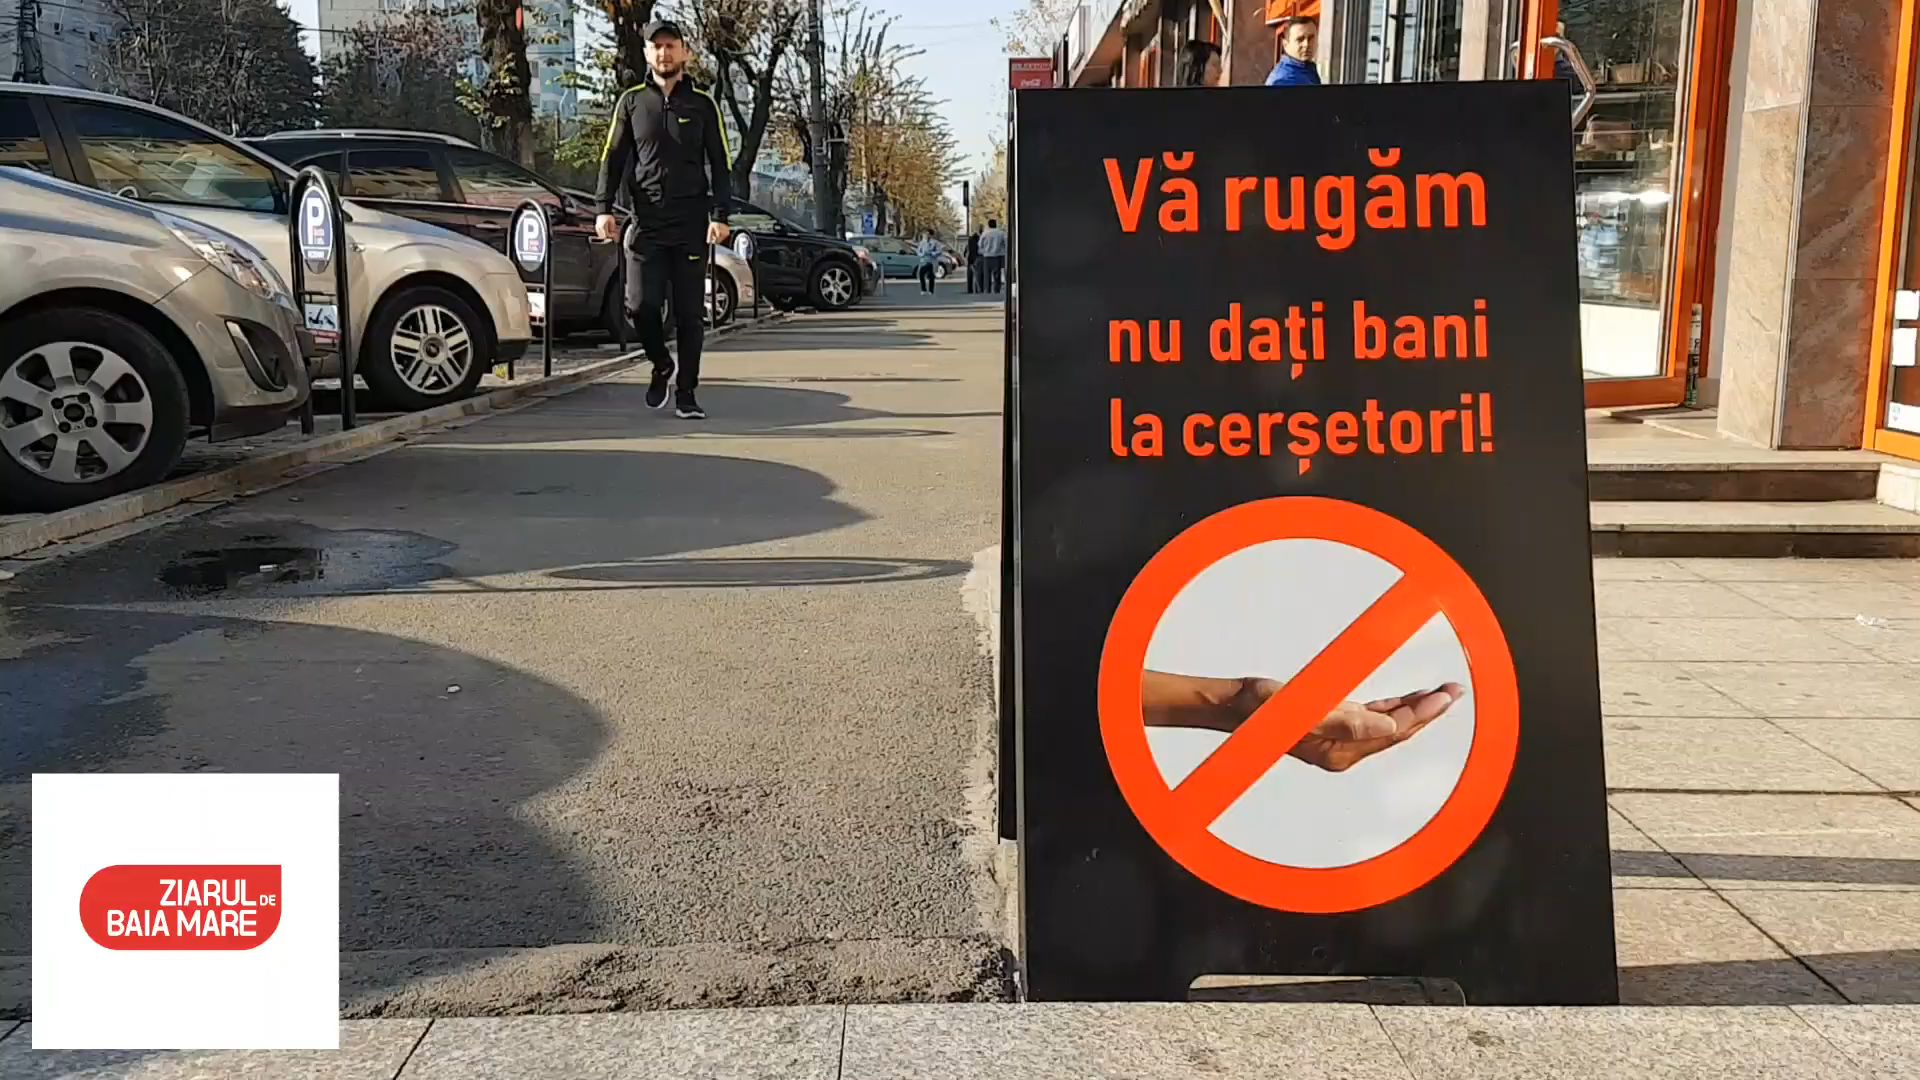 Vă rugăm
nu dați bani
la cerșetori!
P
P
ZIARUL DE
BAIA MARE